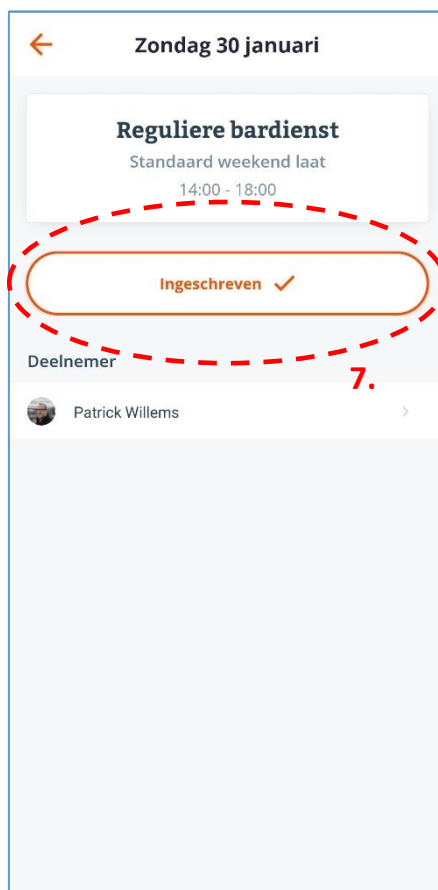 Zondag 30 januari
Reguliere bardienst
Standaard weekend laat
14:00 - 18:00
Ingeschreven
Deelnemer
7.
Patrick Willems